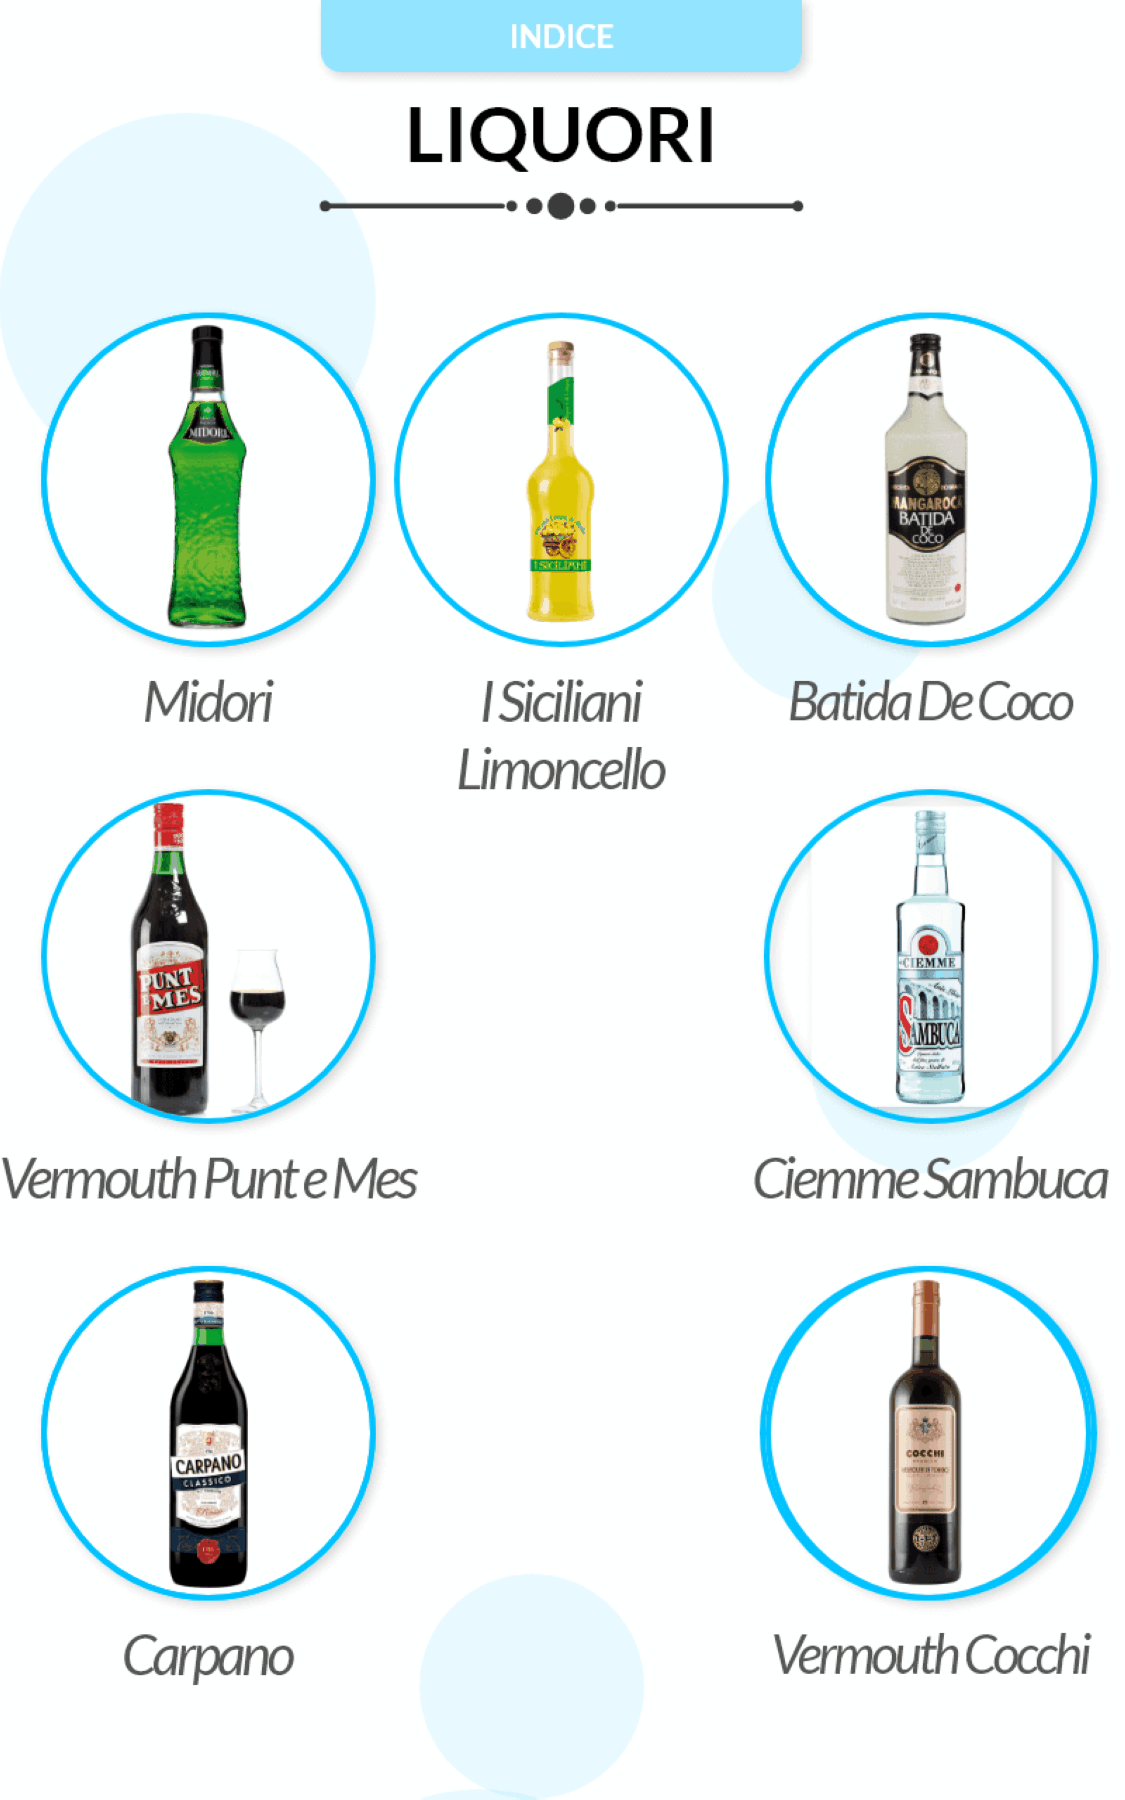 INDICE
LIQUORI
MIDORI
I SICILIANI
MANGAROCA
BATIDA
DE
COCO
Midori
I Siciliani
Limoncello
Batida De Coco
PUNT
E MES
CIEMME
SAMBUCA
Vermouth Punt e Mes
Ciemme Sambuca
CARPANO
CLASSICO
COCCHI
Carpano
Vermouth Cocchi